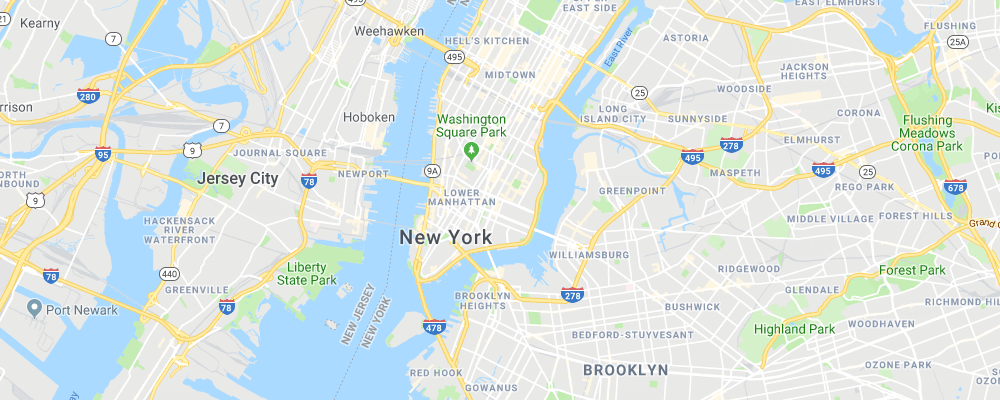 Kearny
7
Weehawken
495
HELL'S KITCHEN
EAST SIDE
East River
ASTORIA
EAST ELMHURST
FLUSHING
25A
MIDTOWN
JACKSON
HEIGHTS
280
Hoboken
Washington
Square Park
25
LONG
ISLAND CITY
WOODSIDE
SUNNYSIDE
CORONA
Flushing
Meadows
Corona Park
7
95
9
JOURNAL SQUARE
278
ELMHURST
495
MASPETH
495
25
REGO PARK
678
Jersey City
78
NEWPORT
9A
LOWER
MANHATTAN
GREENPOINT
9
HACKENSACK
RIVER
WATERFRONT
New York
MIDDLE VILLAGE
FOREST HILLS
WILLIAMSBURG
78
440
Liberty
State Park
RIDGEWOOD
Forest Park
GREENVILLE
GLENDALE
78
Port Newark
NEW JERSEY
NEW YORK
BROOKLYN
HEIGHTS
278
BUSHWICK
RICHMOND HILL
478
BEDFORD-STUYVESANT
Highland Park
WOODHAVEN
RED HOOK
GOWANUS
BROOKLYN
OZONE PARK